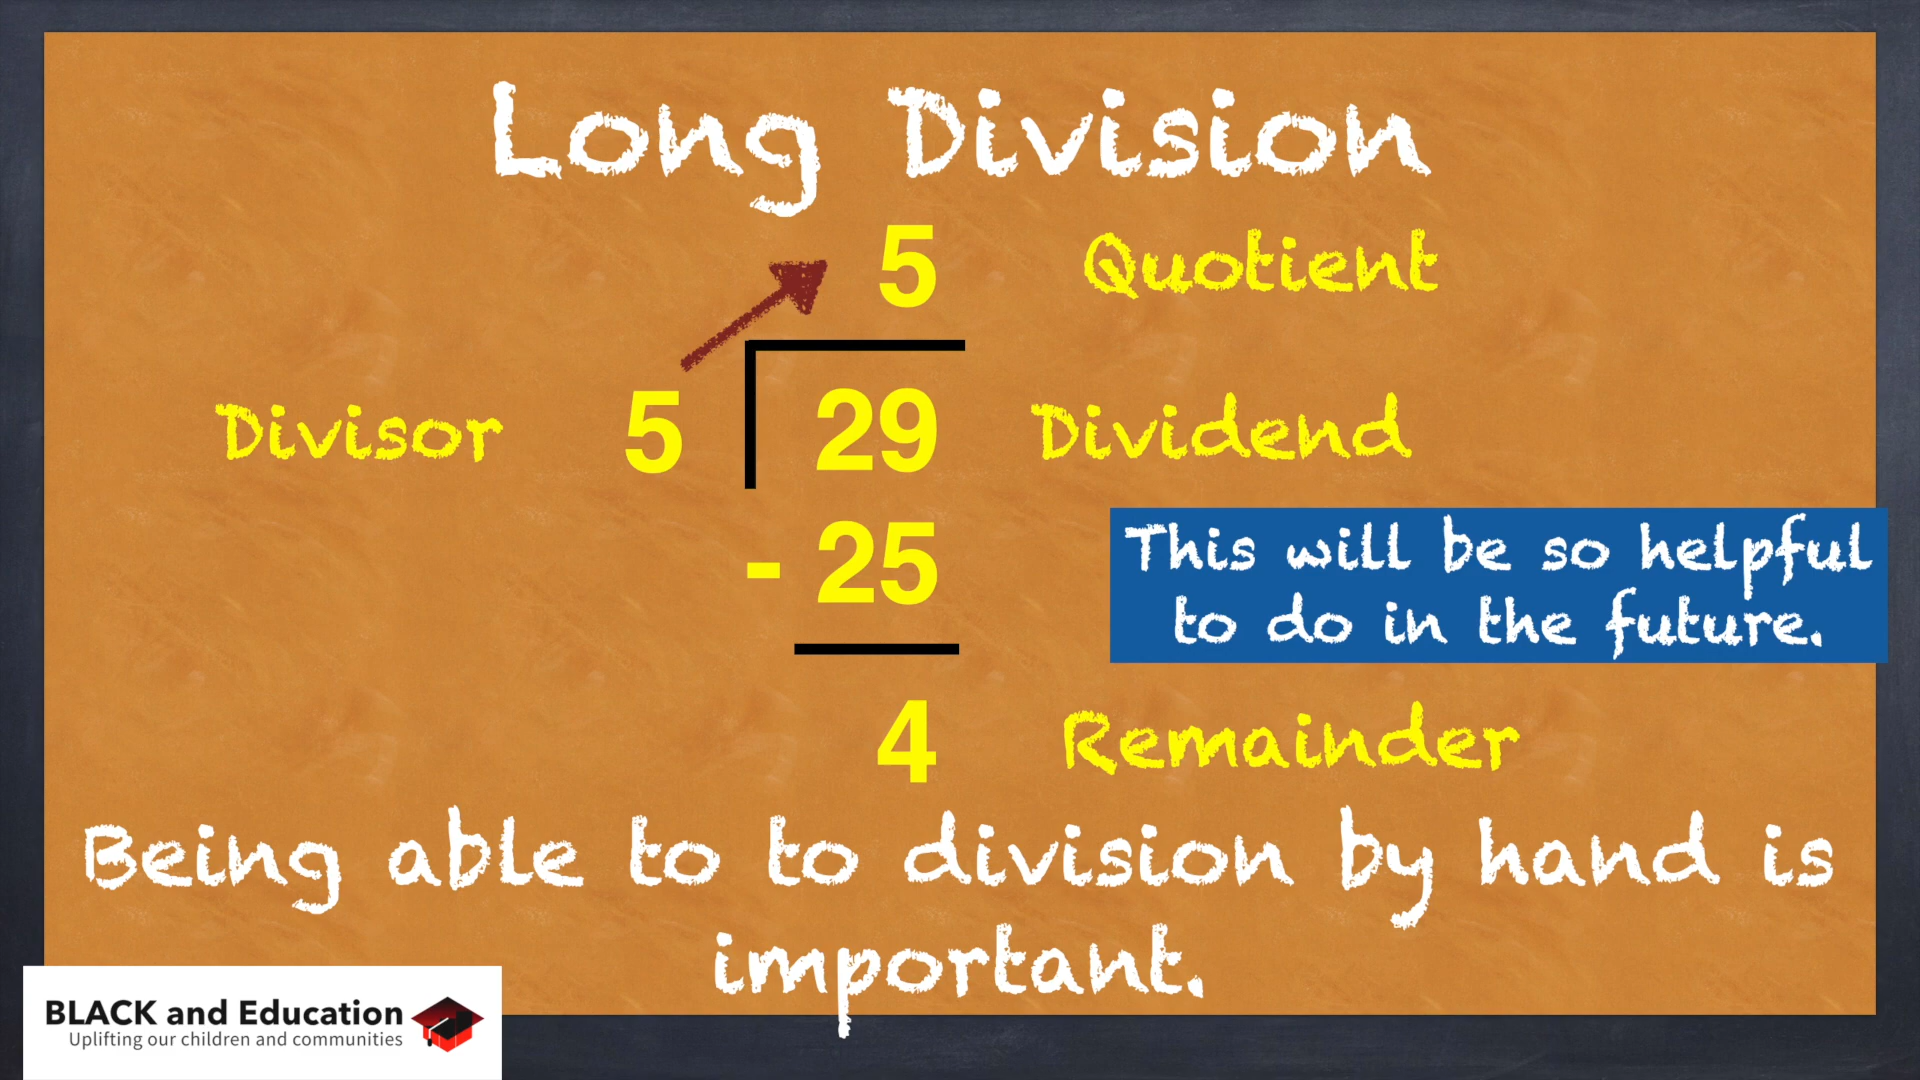 Long Division
5 Quotient
Divisor 5 29 Dividend
- 25
This will be so helpful
to do in the future.
4 Remainder
Being able to to division by hand is
important.
BLACK and Education
Uplifting our children and communities